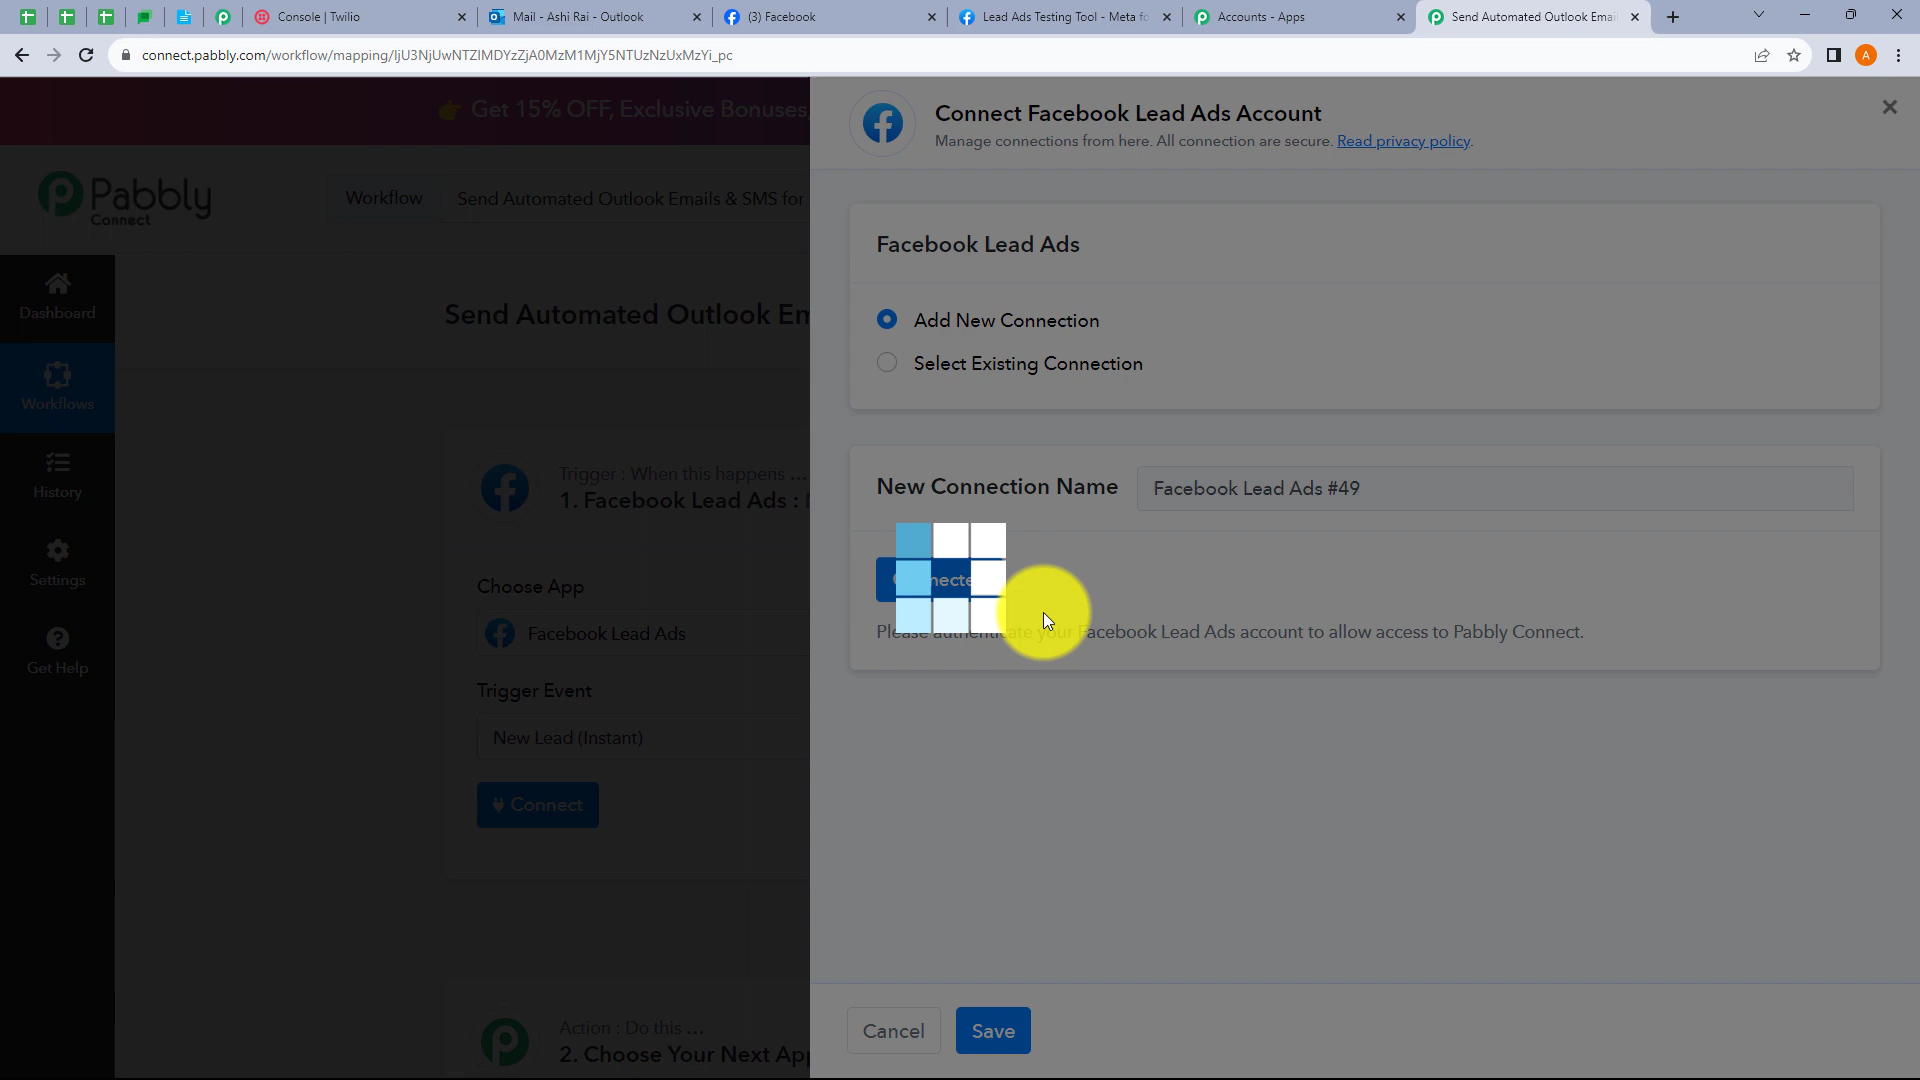 Console | Twilio
Mail - Ashi Rai - Outlook
(3) Facebook
Lead Ads Testing Tool - Meta fo
Accounts - Apps
Send Automated Outlook Emai
connect.pabbly.com/workflow/mapping/IjU3NjUwNTZlMDYzZjA0MzM1MjY5NTUzNzUxMzYi_pc
A
Get 15% OFF, Exclusive Bonuses,
Pabbly
Connect
Workflow
Send Automated Outlook Emails & SMS for
Dashboard
Workflows
History
Settings
Get Help
Send Automated Outlook Em
Trigger : When this happens ...
1. Facebook Lead Ads :
Choose App
Facebook Lead Ads
Trigger Event
New Lead (Instant)
Connect
Action : Do this ...
2. Choose Your Next App
Connect Facebook Lead Ads Account
Manage connections from here. All connection are secure. Read privacy policy.
Facebook Lead Ads
Add New Connection
Select Existing Connection
New Connection Name
Facebook Lead Ads #49
Please authenticate your Facebook Lead Ads account to allow access to Pabbly Connect.
Cancel
Save